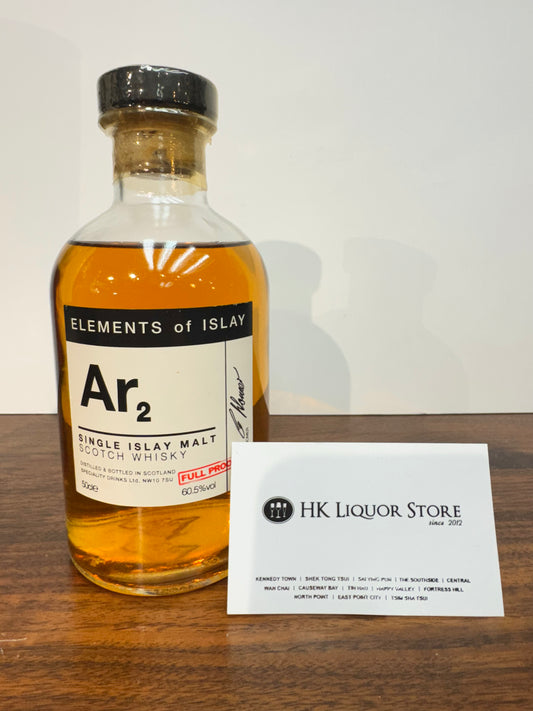 ELEMENTS of ISLAY
Ar2
SINGLE ISLAY MALT
SCOTCH WHISKY
DISTILLED & BOTTLED IN SCOTLAND
SPECIALITY DRINKS Ltd. NW10 7SU
50cl e 60.5%vol
FULL PROO
HK LIQUOR STORE
since 2012
KENNEDY TOWN | SHEK TONG TSUI | SAI YING PUN | THE SOUTHSIDE | CENTRAL
WAN CHAI | CAUSEWAY BAY | TIN HAU | HAPPY VALLEY | FORTRESS HILL
NORTH POINT | EAST POINT CITY | TSIM SHA TSUI